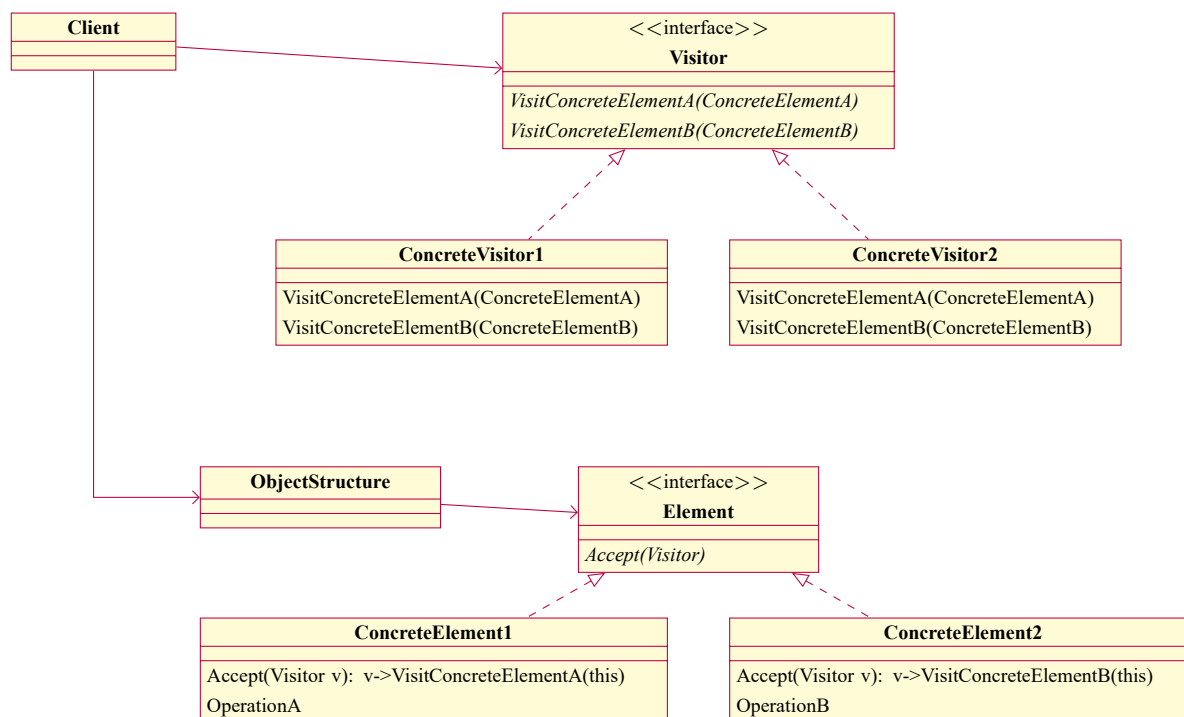 Client
<<interface>>
Visitor
VisitConcreteElementA(ConcreteElementA)
VisitConcreteElementB(ConcreteElementB)
ConcreteVisitor1
VisitConcreteElementA(ConcreteElementA)
VisitConcreteElementB(ConcreteElementB)
ConcreteVisitor2
VisitConcreteElementA(ConcreteElementA)
VisitConcreteElementB(ConcreteElementB)
ObjectStructure
<<interface>>
Element
Accept(Visitor)
ConcreteElement1
Accept(Visitor v): v->VisitConcreteElementA(this)
OperationA
ConcreteElement2
Accept(Visitor v): v->VisitConcreteElementB(this)
OperationB